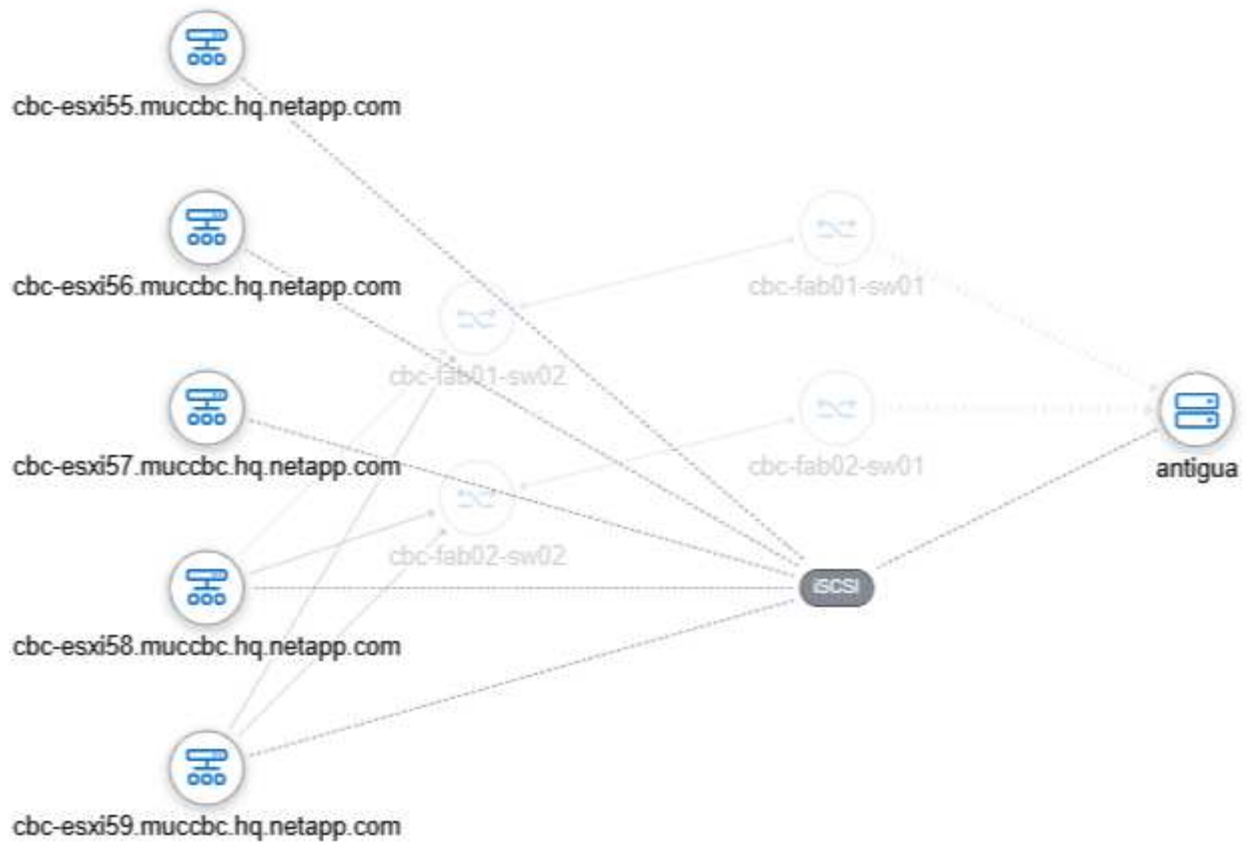 cbc-esxi55.muccbc.hq.netapp.com
cbc-esxi56.muccbc.hq.netapp.com
cbc-fab01-sw01
cbc-fab01-sw02
cbc-esxi57.muccbc.hq.netapp.com
cbc-fab02-sw01
antigua
cbc-fab02-sw02
iSCSI
cbc-esxi58.muccbc.hq.netapp.com
cbc-esxi59.muccbc.hq.netapp.com